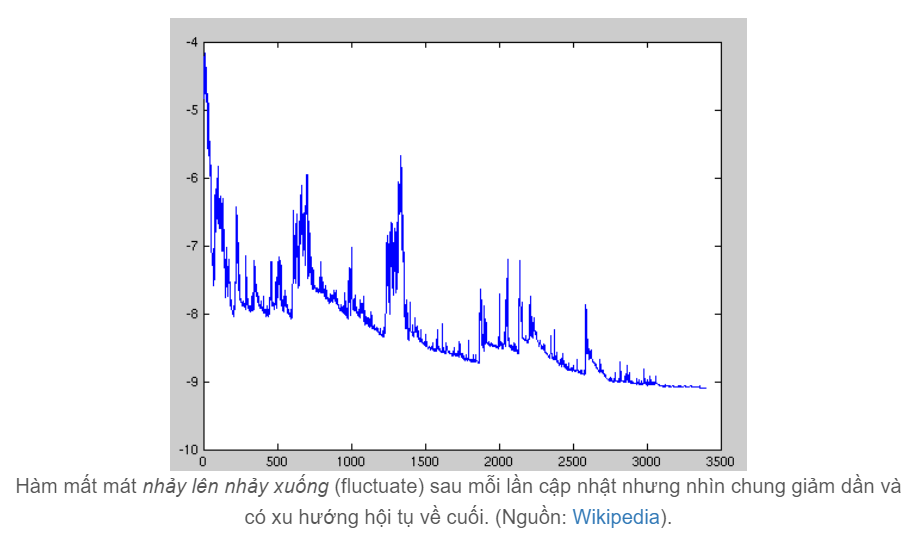 -4
-5
-6
-7
-8
-9
-10
0 500 1000 1500 2000 2500 3000 3500
Hàm mất mát nhảy lên nhảy xuống (fluctuate) sau mỗi lần cập nhật nhưng nhìn chung giảm dần và
có xu hướng hội tụ về cuối. (Nguồn: Wikipedia).